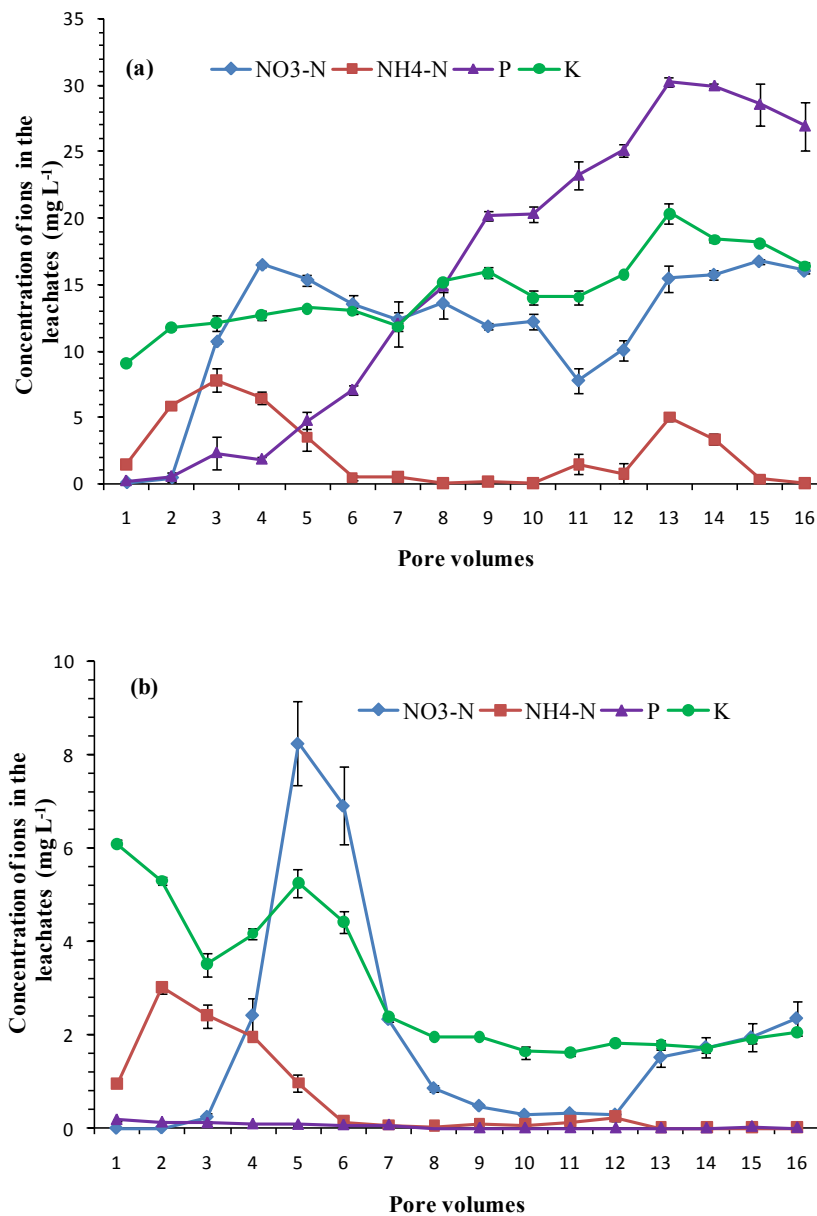 (a)
NO3-N NH4-N P K
Concentration of ions in the
leachates (mg L-1)
35
30
25
20
15
10
5
0
1 2 3 4 5 6 7 8 9 10 11 12 13 14 15 16
Pore volumes
(b)
NO3-N NH4-N P K
Concentration of ions in the
leachates (mg L-1)
10
8
6
4
2
0
1 2 3 4 5 6 7 8 9 10 11 12 13 14 15 16
Pore volumes